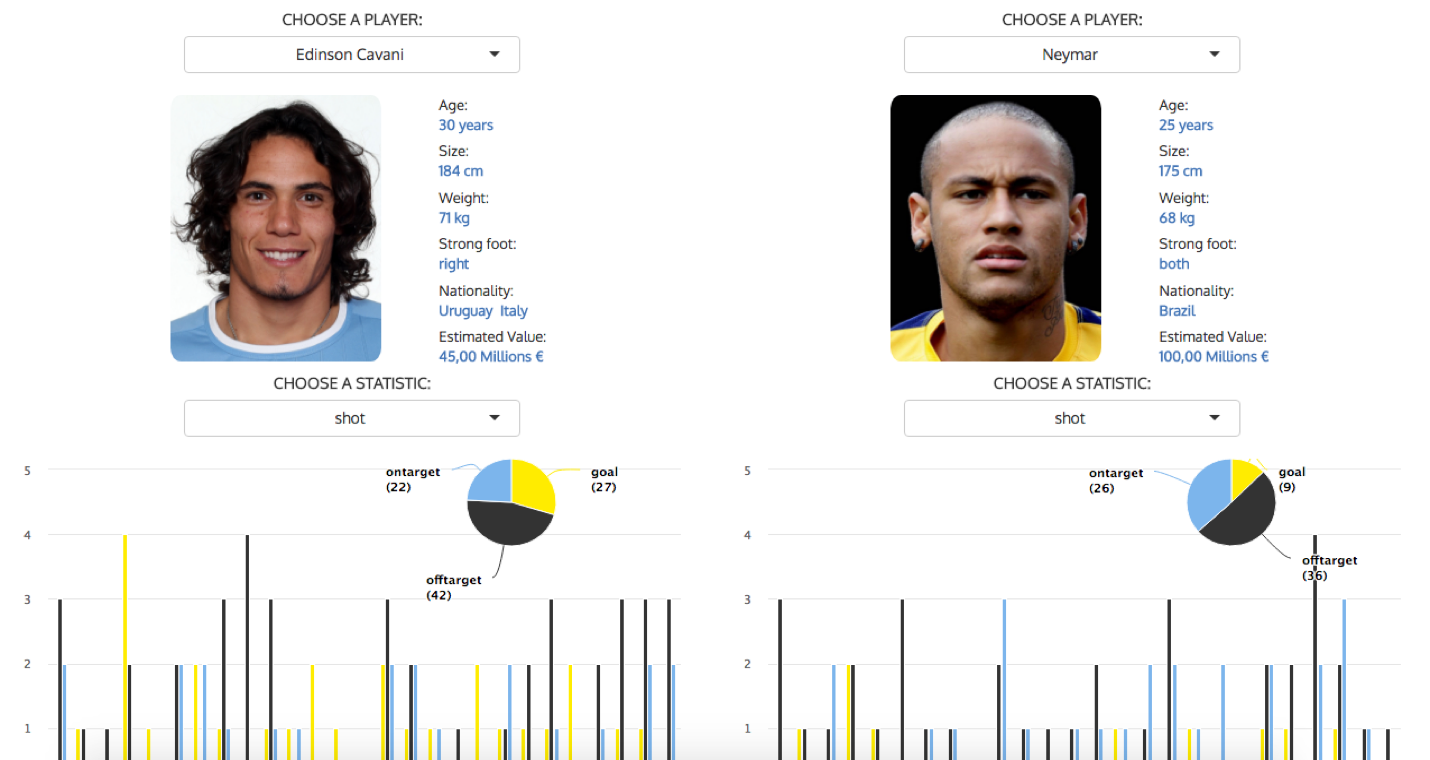 CHOOSE A PLAYER:
Edinson Cavani
Age:
30 years
Size:
184 cm
Weight:
71 kg
Strong foot:
right
Nationality:
Uruguay Italy
Estimated Value:
45,00 Millions €
CHOOSE A STATISTIC:
shot
5
4
3
2
1
ontarget
(22)
goal
(27)
offtarget
(42)
CHOOSE A PLAYER:
Neymar
Age:
25 years
Size:
175 cm
Weight:
68 kg
Strong foot:
both
Nationality:
Brazil
Estimated Value:
100,00 Millions €
CHOOSE A STATISTIC:
shot
5
4
3
2
1
ontarget
(26)
goal
(9)
offtarget
(36)